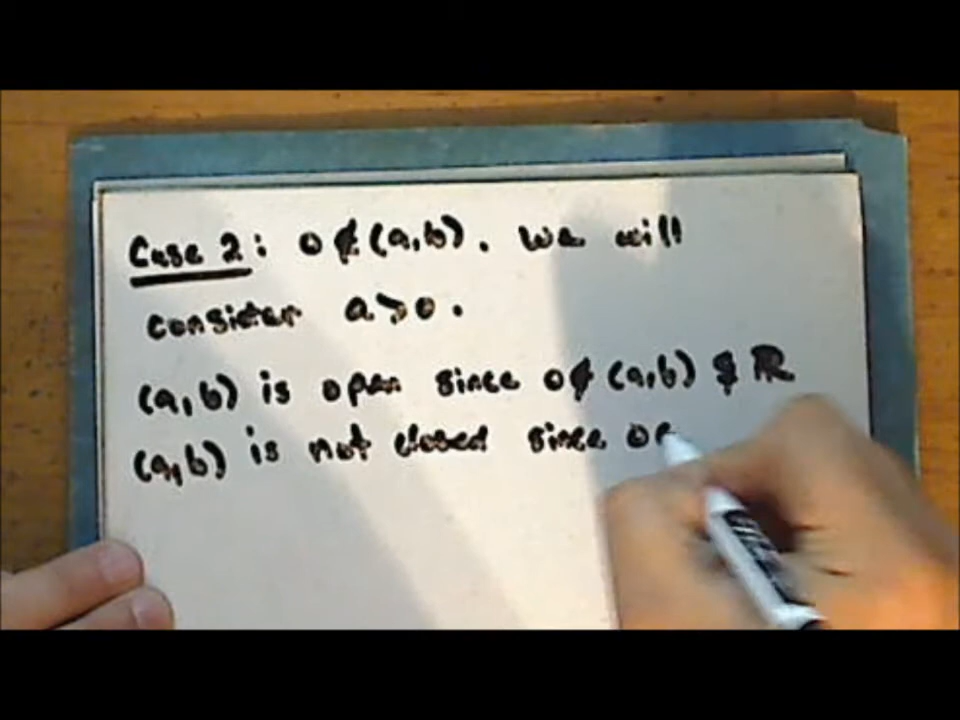 Case 2: 0 ∉ (a,b). We will
consider a > 0.
(a,b) is open since 0 ∉ (a,b) ⊊ ℝ
(a,b) is not closed since 0